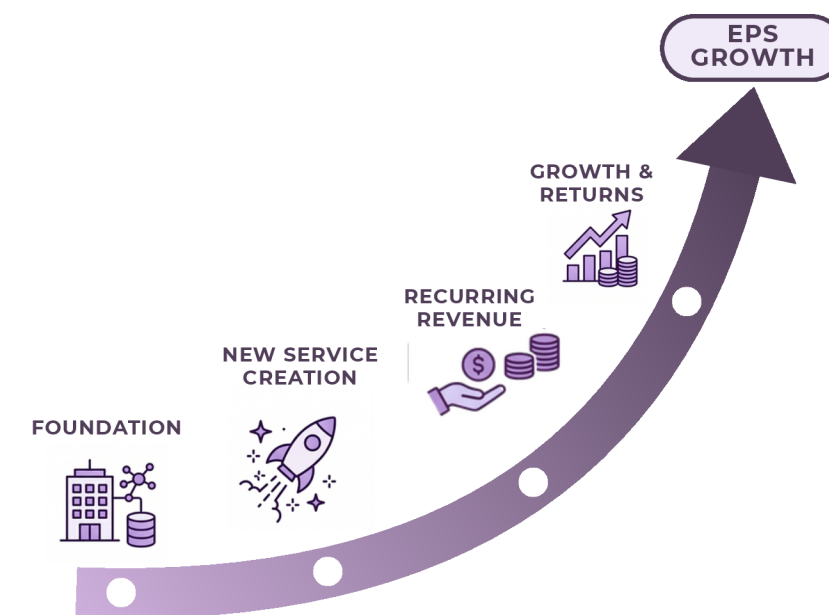 EPS
GROWTH
GROWTH &
RETURNS
RECURRING
REVENUE
$
NEW SERVICE
CREATION
FOUNDATION